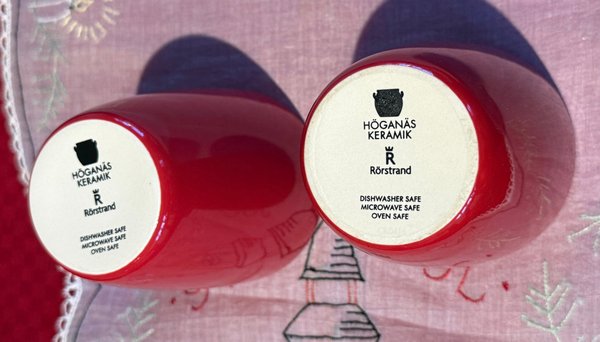 HÖGANÄS
KERAMIK
R
Rörstrand
DISHWASHER SAFE
MICROWAVE SAFE
OVEN SAFE
HÖGANÄS
KERAMIK
R
Rörstrand
DISHWASHER SAFE
MICROWAVE SAFE
OVEN SAFE